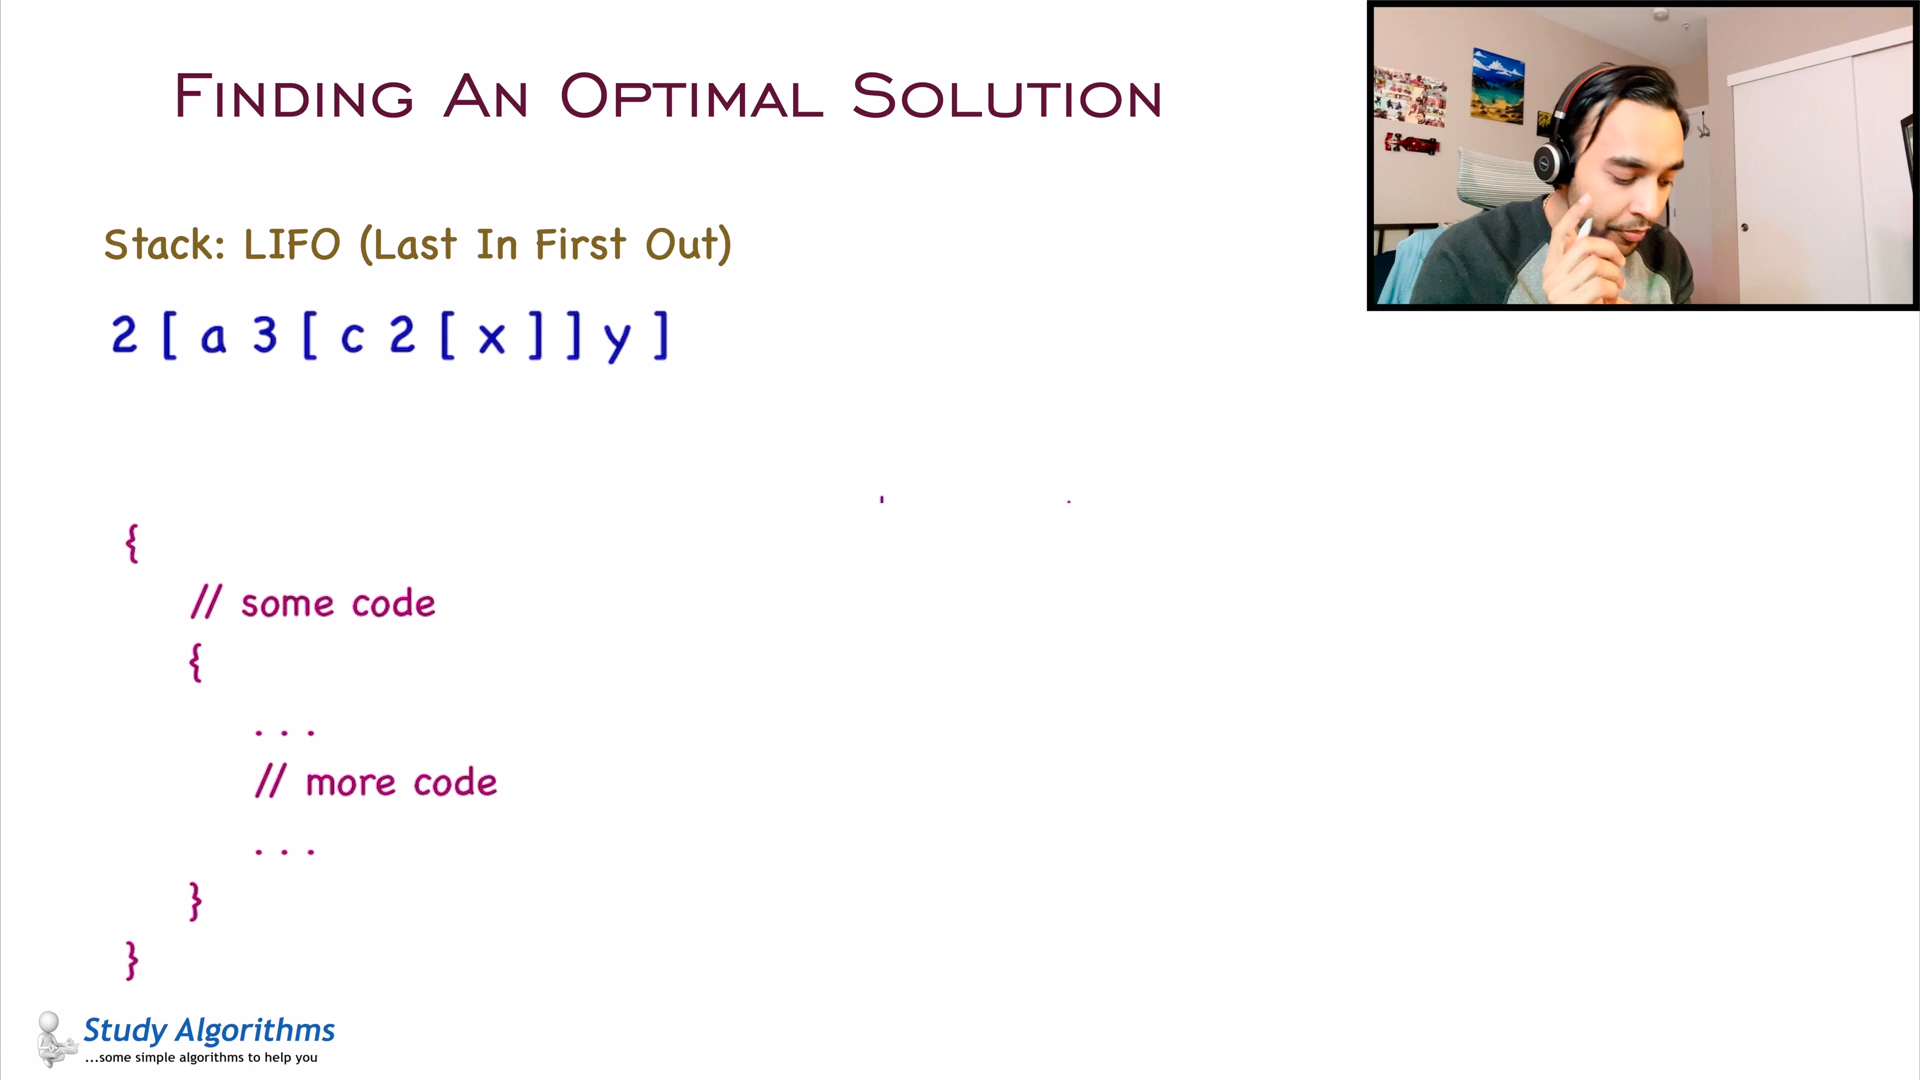 Finding An Optimal Solution
Stack: LIFO (Last In First Out)
2 [ a 3 [ c 2 [ x ] ] y ]
{
// some code
{
. . .
// more code
. . .
}
}
Study Algorithms
...some simple algorithms to help you